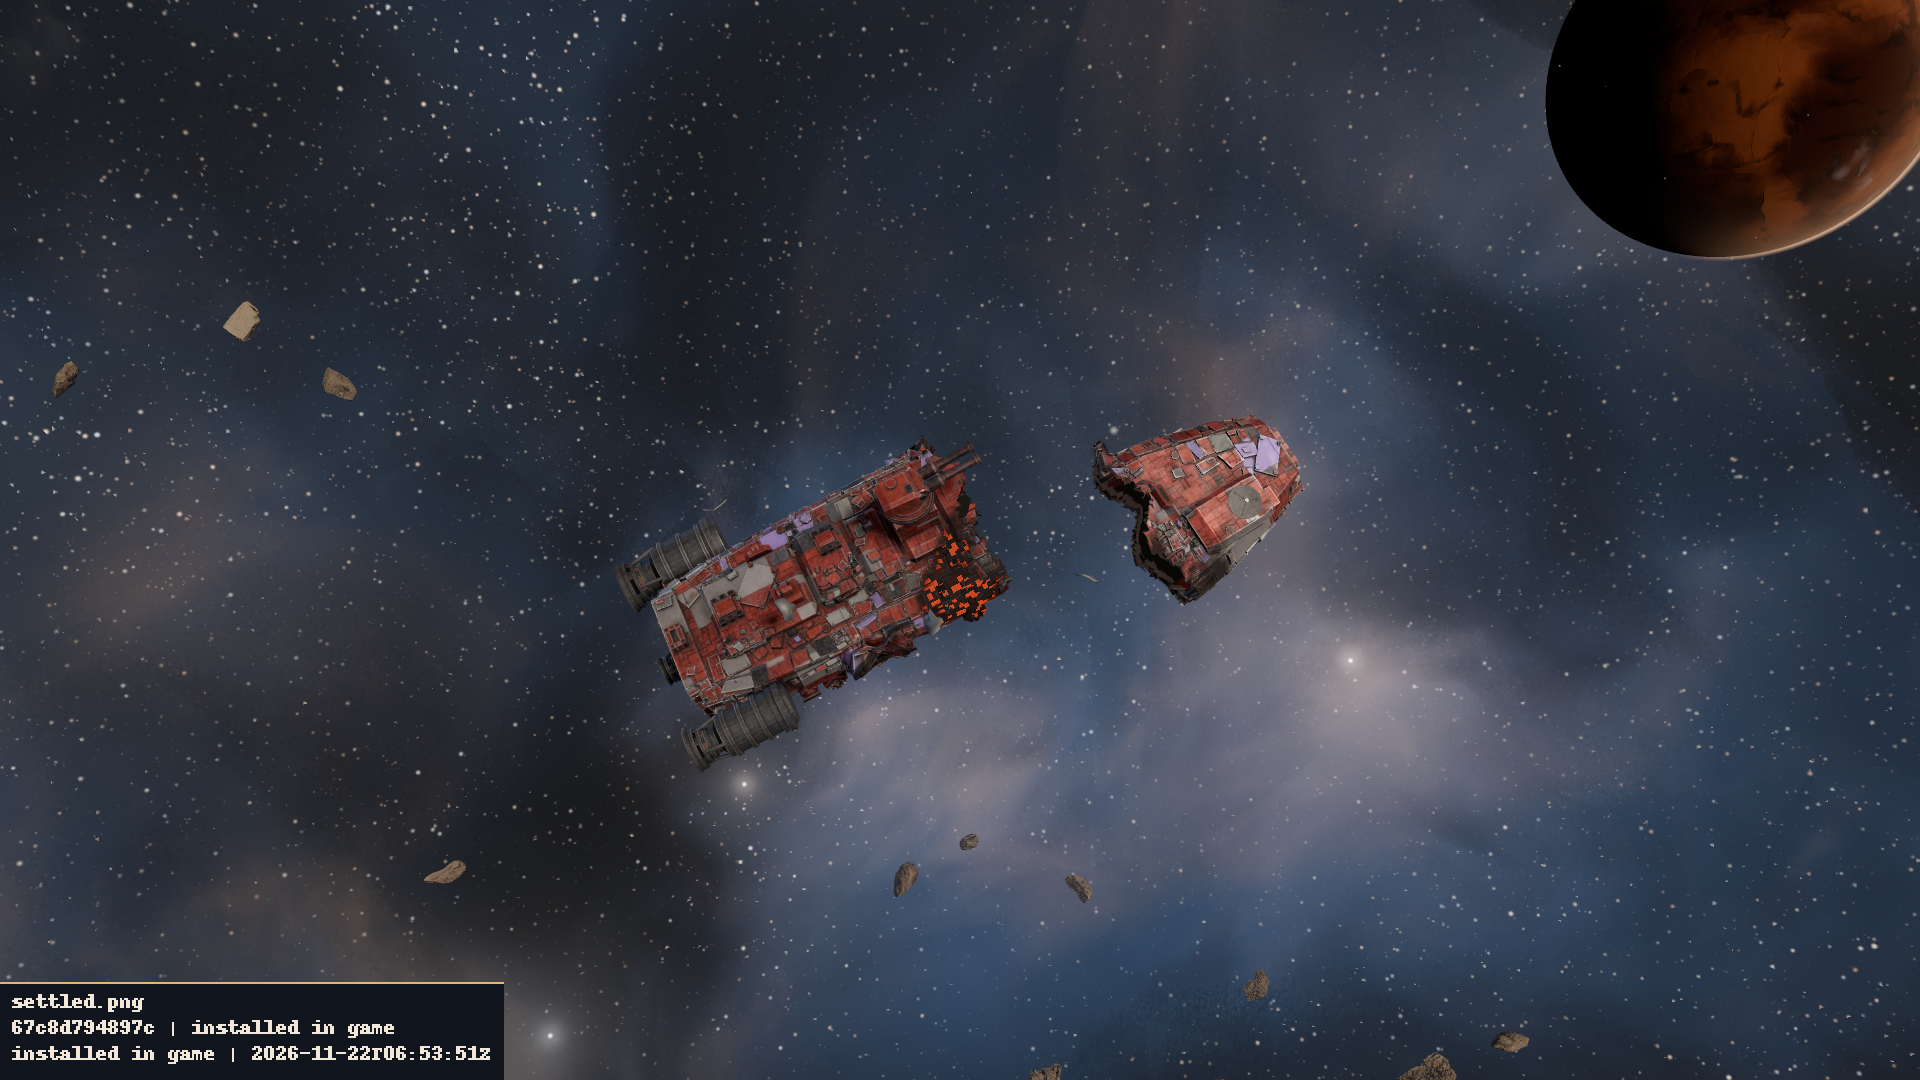 settled.png
67c8d794897c | installed in game
installed in game | 2026-11-22T06:53:51Z